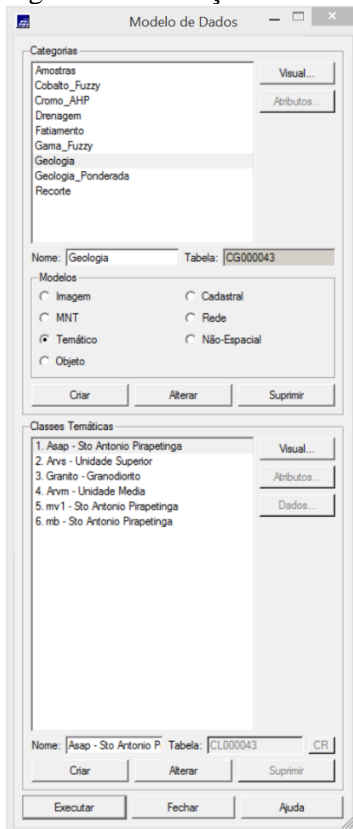 Modelo de Dados
Categorias
Amostras
Cobalto_Fuzzy
Cromo_AHP
Drenagem
Fatiamento
Gama_Fuzzy
Geologia
Geologia_Ponderada
Recorte
Visual...
Atributos...
Nome: Geologia Tabela: CG000043
Modelos
Imagem Cadastral
MNT Rede
Temático Não-Espacial
Objeto
Criar Alterar Suprimir
Classes Temáticas
1. Asap - Sto Antonio Pirapetinga
2. Arvs - Unidade Superior
3. Granito - Granodiorito
4. Arvm - Unidade Media
5. mv1 - Sto Antonio Pirapetinga
6. mb - Sto Antonio Pirapetinga
Visual...
Atributos...
Dados...
Nome: Asap - Sto Antonio P Tabela: CL000043 CR
Criar Alterar Suprimir
Executar Fechar Ajuda